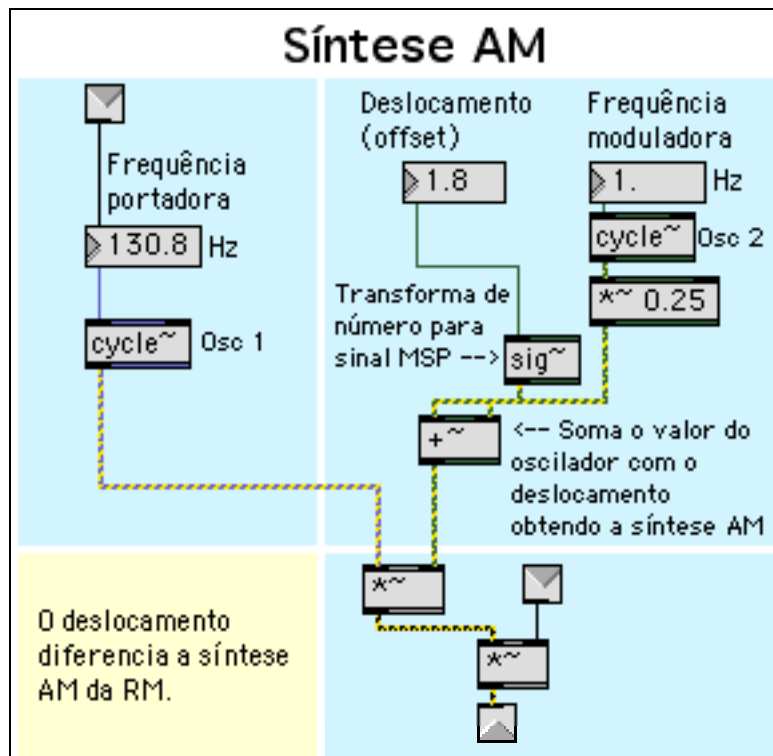 Síntese AM
Frequência
portadora
130.8 Hz
cycle~ Osc 1
Deslocamento
(offset)
1.8
Frequência
moduladora
1. Hz
cycle~ Osc 2
*~ 0.25
Transforma de
número para
sinal MSP -->
sig~
+~
<-- Soma o valor do
oscilador com o
deslocamento
obtendo a síntese AM
*~
*~
O deslocamento
diferencia a síntese
AM da RM.